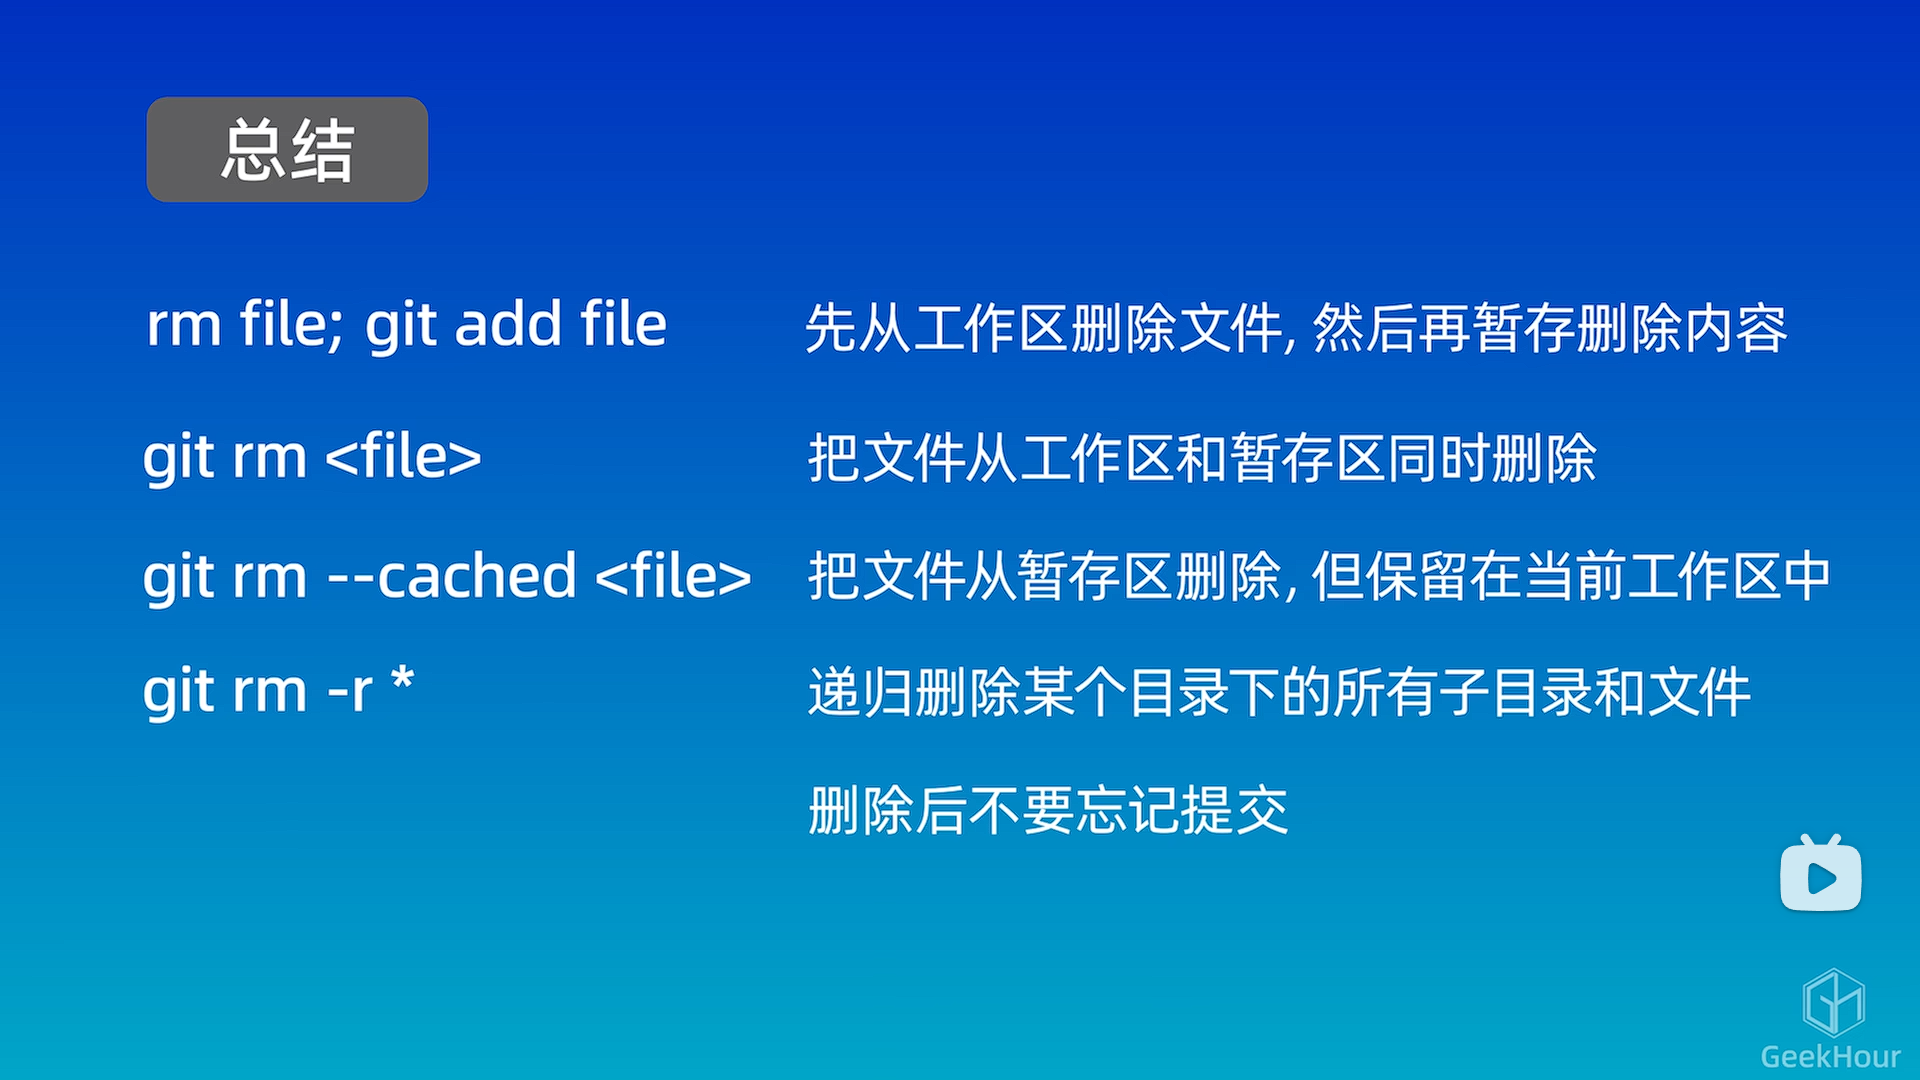 总结
rm file; git add file 先从工作区删除文件, 然后再暂存删除内容
git rm <file> 把文件从工作区和暂存区同时删除
git rm --cached <file> 把文件从暂存区删除, 但保留在当前工作区中
git rm -r * 递归删除某个目录下的所有子目录和文件
删除后不要忘记提交
GeekHour